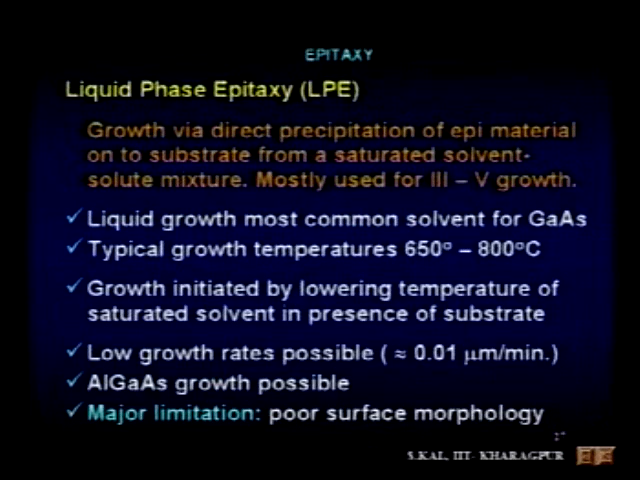 EPITAXY
Liquid Phase Epitaxy (LPE)
Growth via direct precipitation of epi material
on to substrate from a saturated solvent-
solute mixture. Mostly used for III – V growth.
✓ Liquid growth most common solvent for GaAs
✓ Typical growth temperatures 650° – 800°C
✓ Growth initiated by lowering temperature of
saturated solvent in presence of substrate
✓ Low growth rates possible ( ≈ 0.01 μm/min.)
✓ AlGaAs growth possible
✓ Major limitation: poor surface morphology
S.KAL, IIT- KHARAGPUR